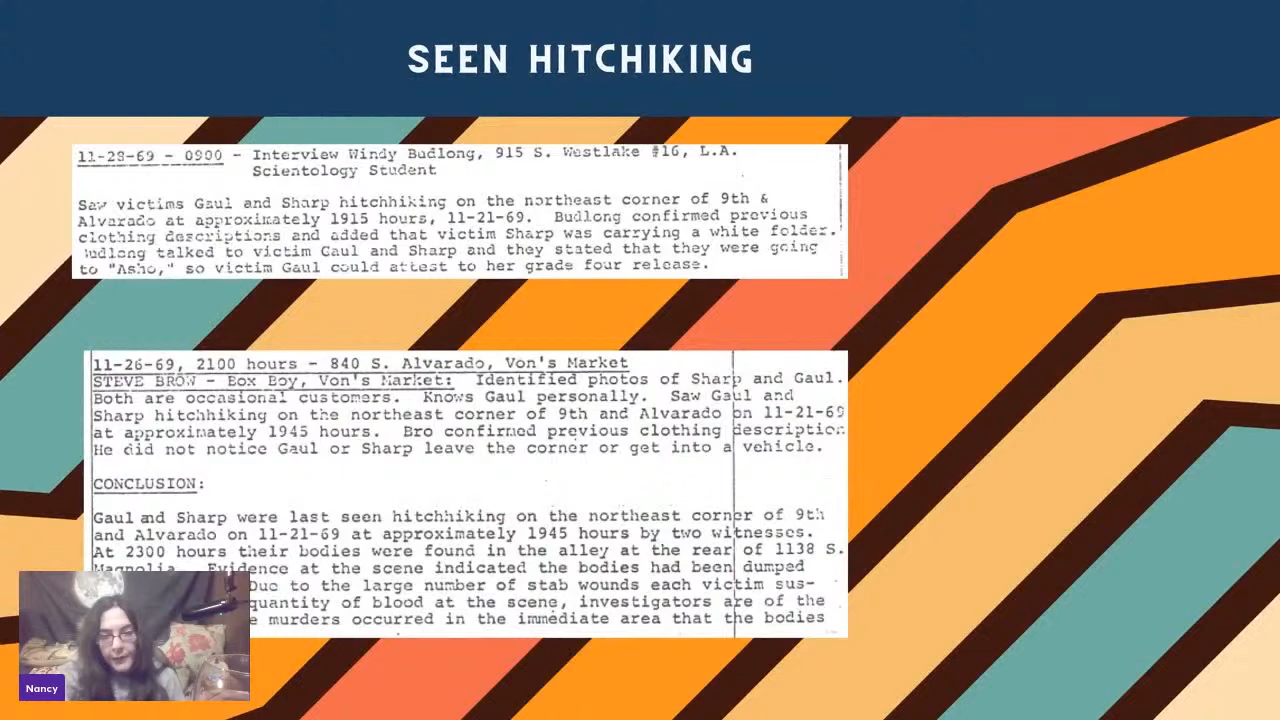 SEEN HITCHIKING
11-28-69 - 0900 - Interview Windy Budlong, 915 S. Westlake #16, L.A.
Scientology Student
Saw victims Gaul and Sharp hitchhiking on the northeast corner of 9th &
Alvarado at approximately 1915 hours, 11-21-69. Budlong confirmed previous
clothing descriptions and added that victim Sharp was carrying a white folder.
Budlong talked to victim Gaul and Sharp and they stated that they were going
to "Asho," so victim Gaul could attest to her grade four release.
11-26-69, 2100 hours - 840 S. Alvarado, Von's Market
STEVE BROW - Box Boy, Von's Market: Identified photos of Sharp and Gaul.
Both are occasional customers. Knows Gaul personally. Saw Gaul and
Sharp hitchhiking on the northeast corner of 9th and Alvarado on 11-21-69
at approximately 1945 hours. Bro confirmed previous clothing description
He did not notice Gaul or Sharp leave the corner or get into a vehicle.
CONCLUSION:
Gaul and Sharp were last seen hitchhiking on the northeast corner of 9th
and Alvarado on 11-21-69 at approximately 1945 hours by two witnesses.
At 2300 hours their bodies were found in the alley at the rear of 1138 S.
Magnolia. Evidence at the scene indicated the bodies had been dumped
Due to the large number of stab wounds each victim sus-
quantity of blood at the scene, investigators are of the
murders occurred in the immediate area that the bodies
Nancy